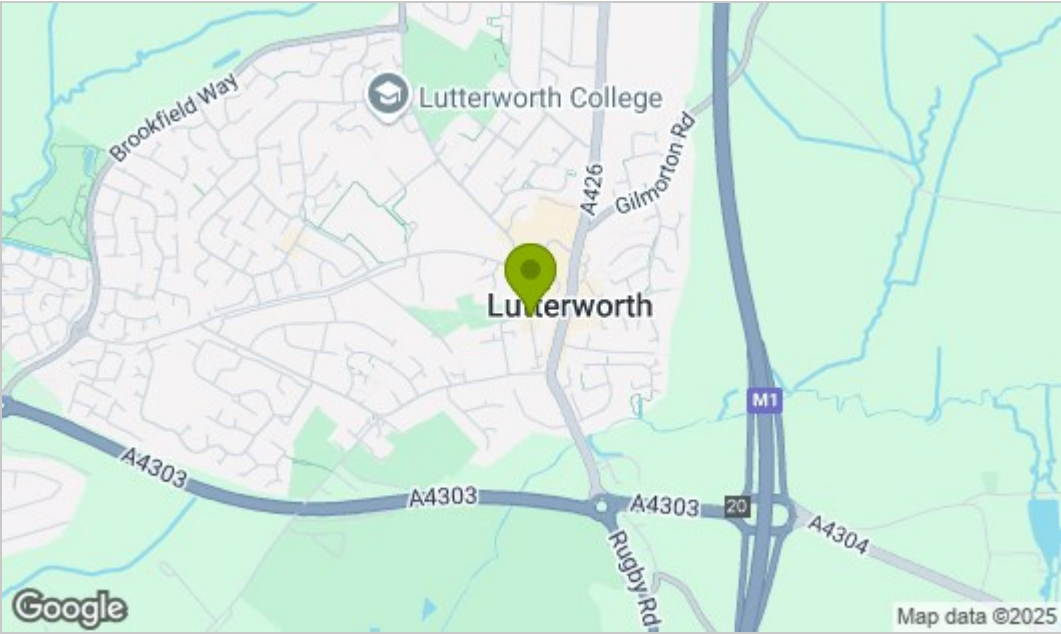 Brookfield Way
Lutterworth College
A426
Gilmorton Rd
Lutterworth
M1
A4303
A4303
A4303
20
A4304
Rugby Rd
Google
Map data ©2025